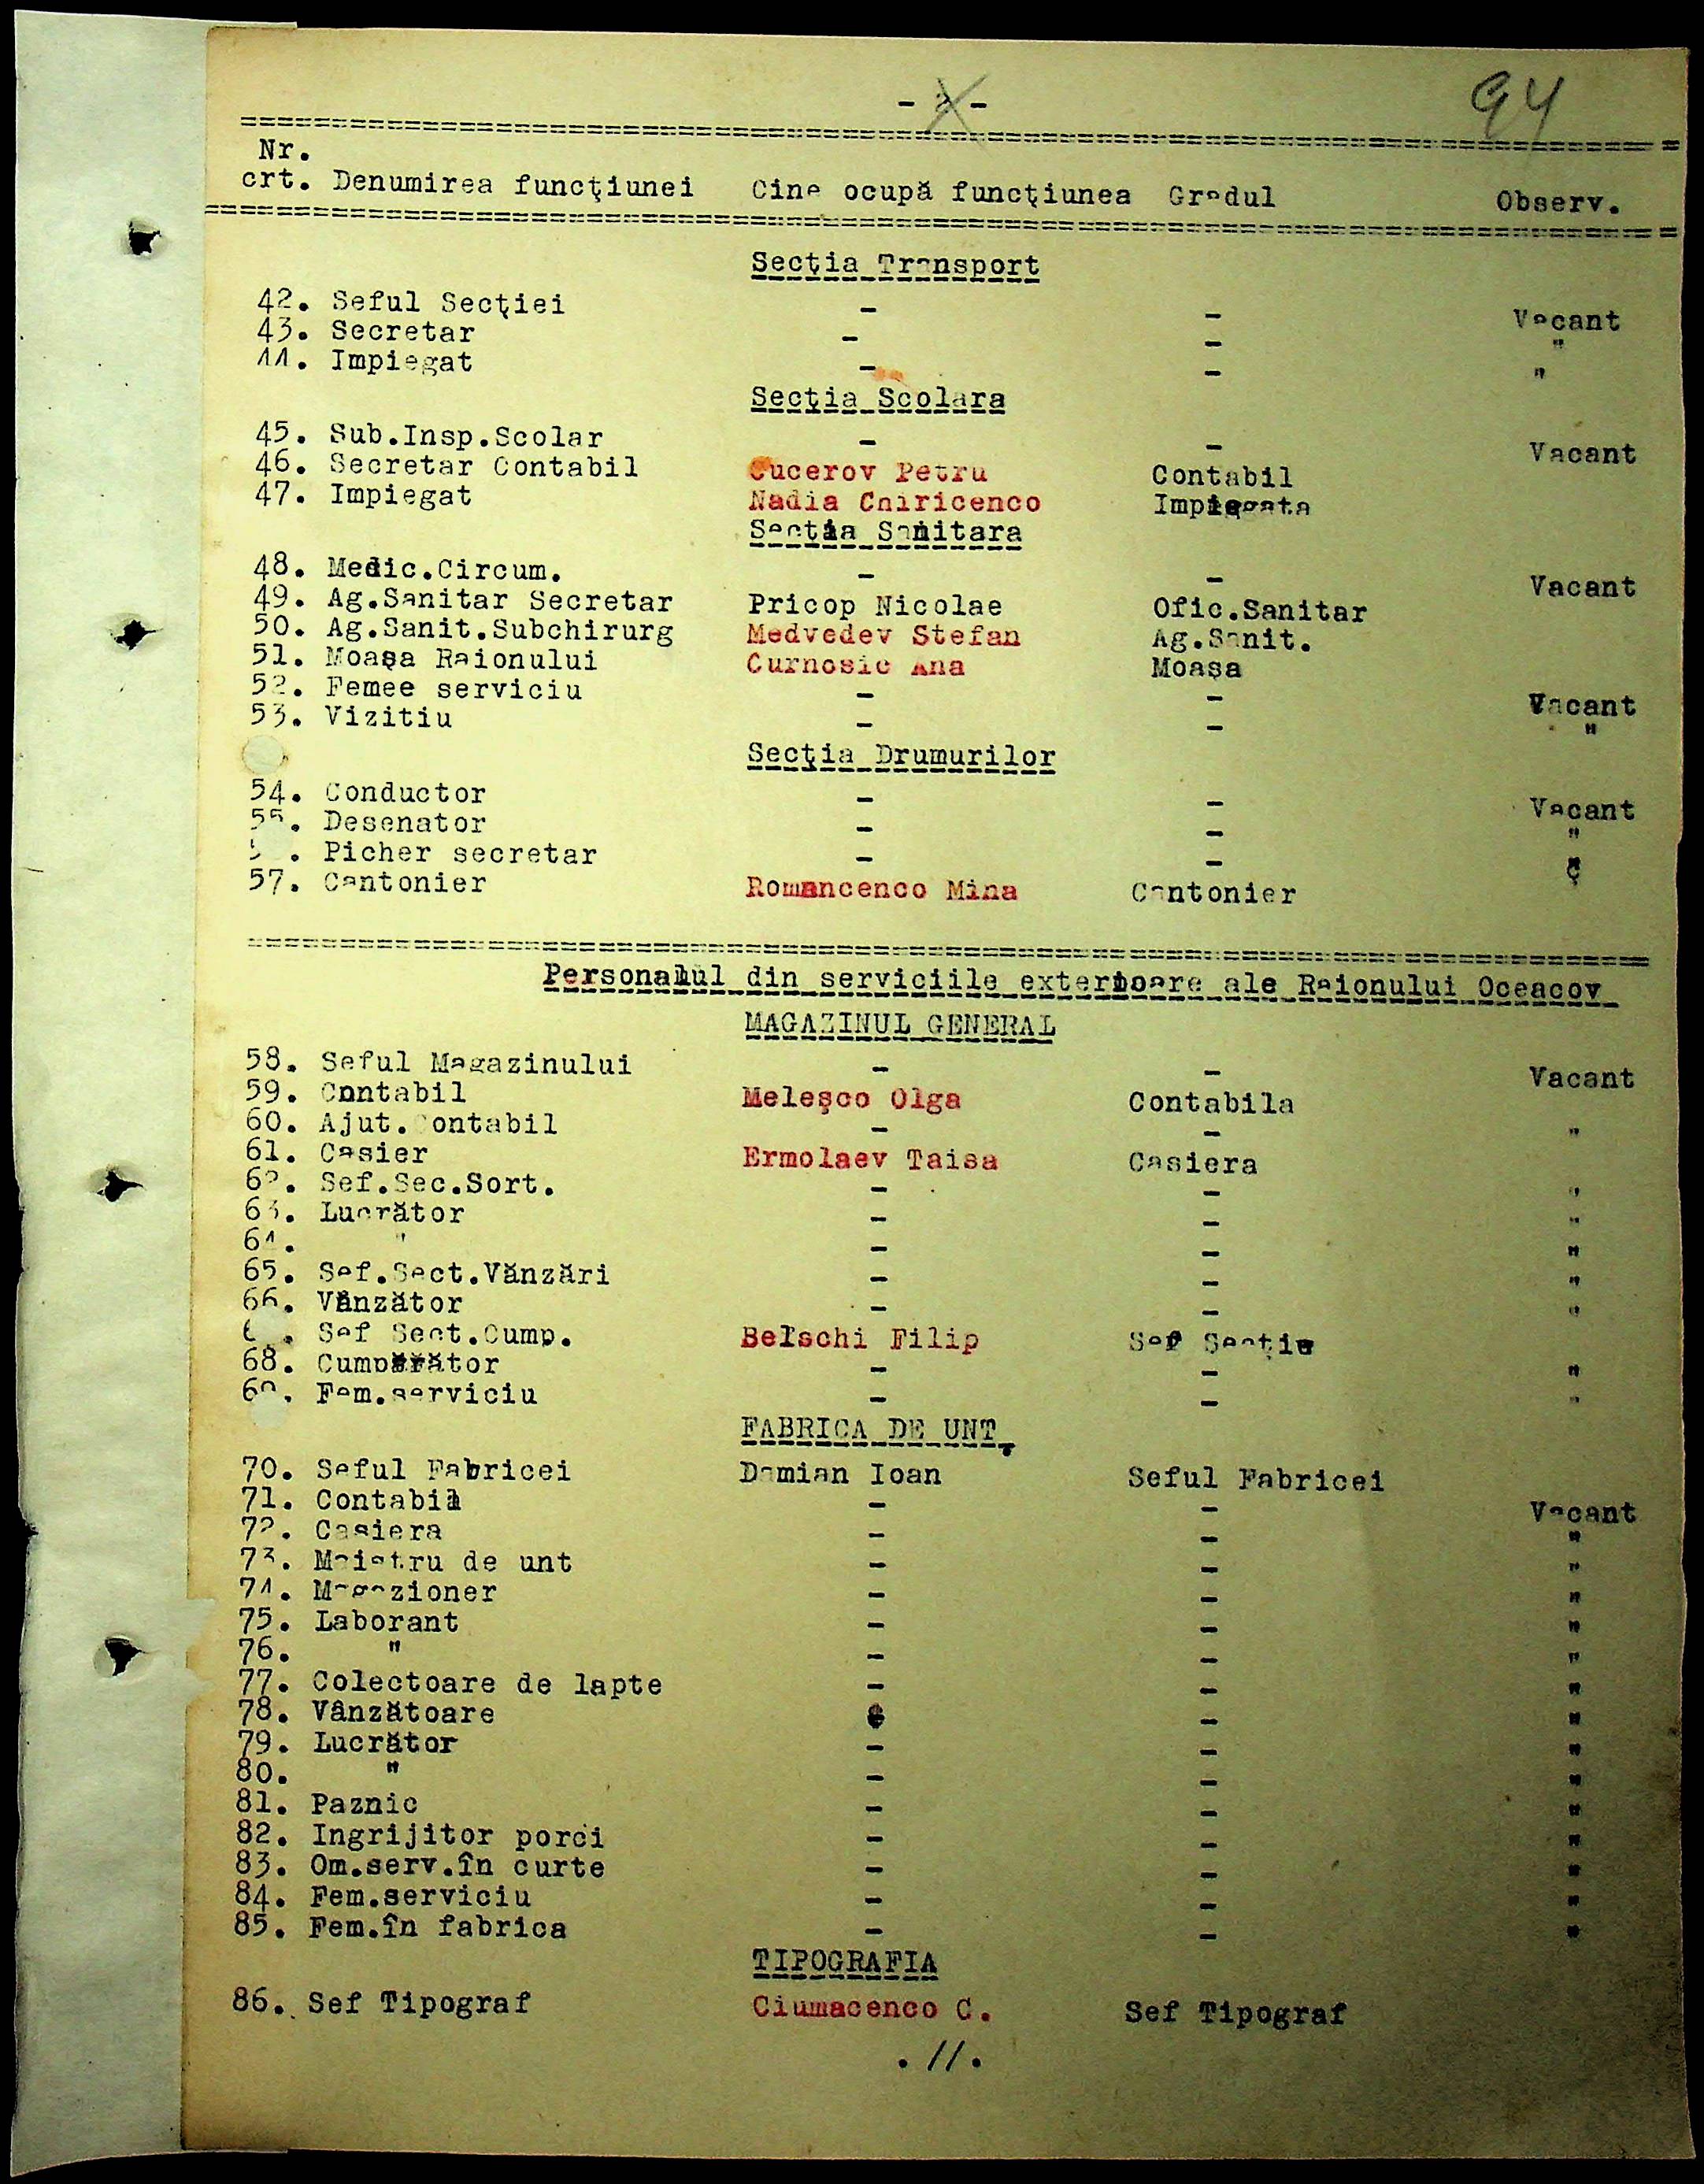 - 2 - 94
Nr.
crt. Denumirea funcţiunei Cine ocupă funcţiunea Gradul Observ.
Secţia Transport
42. Seful Secţiei - - Vacant
43. Secretar - - "
44. Impiegat - - "
Secţia Scolara
45. Sub.Insp.Scolar - - Vacant
46. Secretar Contabil Cucerov Petru Contabil
47. Impiegat Nadia Chiricenco Impiegata
Sectia Sanitara
48. Medic.Circum. - - Vacant
49. Ag.Sanitar Secretar Pricop Nicolae Ofic.Sanitar
50. Ag.Sanit.Subchirurg Medvedev Stefan Ag.Sanit.
51. Moaşa Raionului Curnosic Ana Moaşa
52. Femee serviciu - - Vacant
53. Vizitiu - - "
Secţia Drumurilor
54. Conductor - - Vacant
55. Desenator - - "
5 . Picher secretar - - "
57. Cantonier Romancenco Mina Cantonier
Personalul din serviciile exterioare ale Raionului Oceacov
MAGAZINUL GENERAL
58. Seful Magazinului - - Vacant
59. Contabil Meleşco Olga Contabila
60. Ajut.Contabil - - "
61. Casier Ermolaev Taisa Casiera
62. Sef.Sec.Sort. - - "
63. Lucrător - - "
64. " - - "
65. Sef.Sect.Vănzări - - "
66. Vânzător - - "
6 . Sef Sect.Cump. Belschi Filip Sef Secţie
68. Cumpărător - - "
69. Fem.serviciu - - "
FABRICA DE UNT.
70. Seful Fabricei Damian Ioan Seful Fabricei
71. Contabil - - Vacant
72. Casiera - - "
73. Maistru de unt - - "
74. Magazioner - - "
75. Laborant - - "
76. " - - "
77. Colectoare de lapte - - "
78. Vânzătoare - - "
79. Lucrător - - "
80. " - - "
81. Paznic - - "
82. Ingrijitor porci - - "
83. Om.serv.în curte - - "
84. Fem.serviciu - - "
85. Fem.în fabrica - - "
TIPOGRAFIA
86. Sef Tipograf Ciumacenco C. Sef Tipograf
.//.